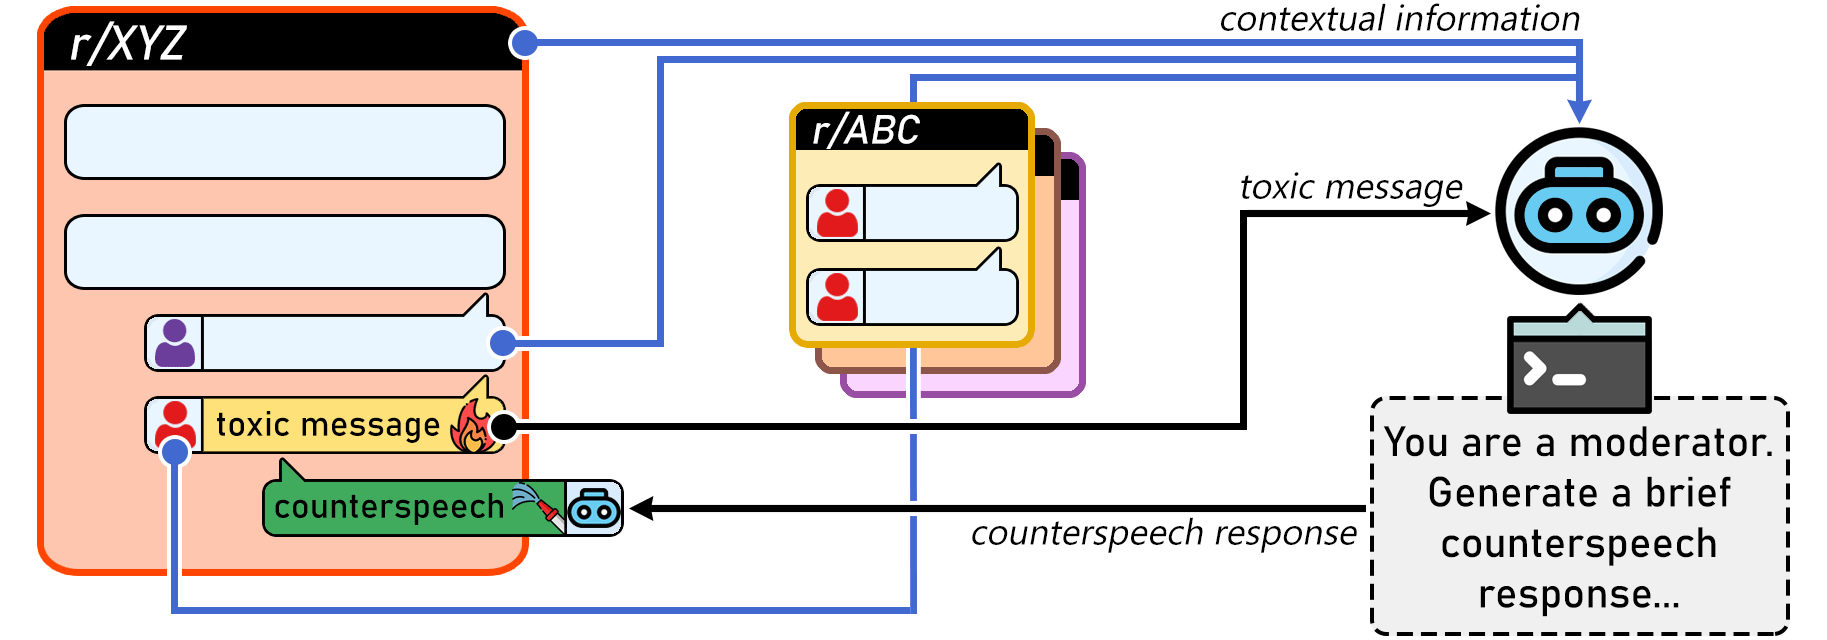 contextual information
r/XYZ
r/ABC
toxic message
toxic message
counterspeech
counterspeech response
You are a moderator.
Generate a brief
counterspeech
response...